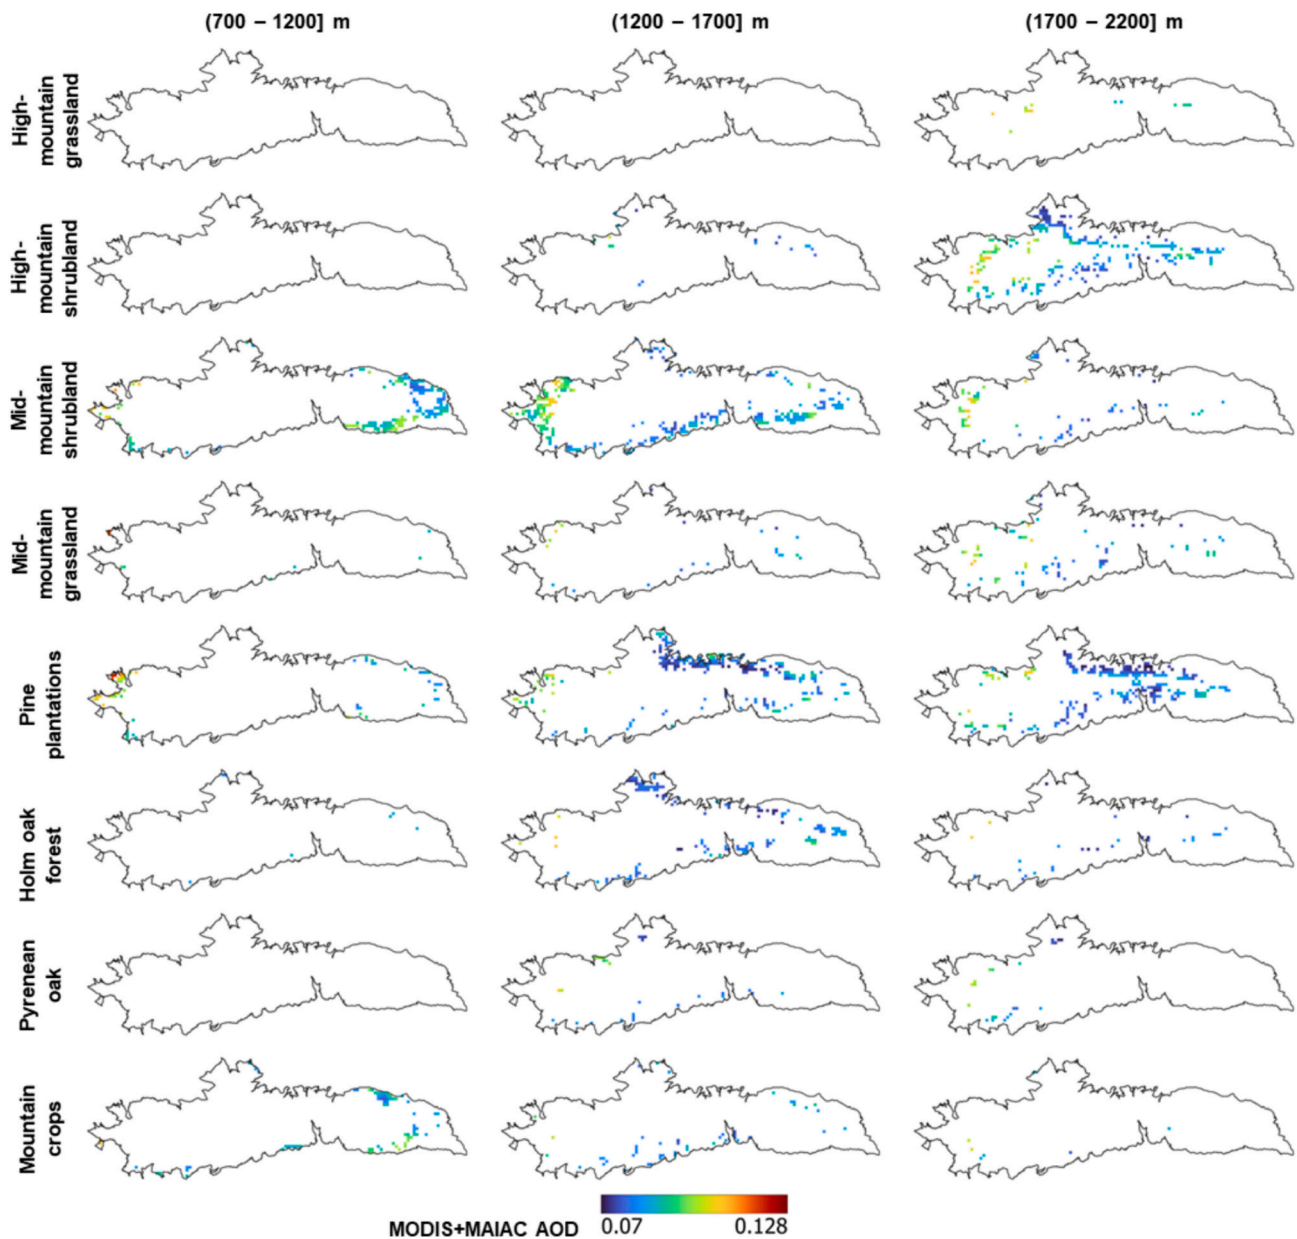 (700 – 1200] m
(1200 – 1700] m
(1700 – 2200] m
High-
mountain
grassland
High-
mountain
shrubland
Mid-
mountain
shrubland
Mid-
mountain
grassland
Pine
plantations
Holm oak
forest
Pyrenean
oak
Mountain
crops
MODIS+MAIAC AOD
0.07
0.128